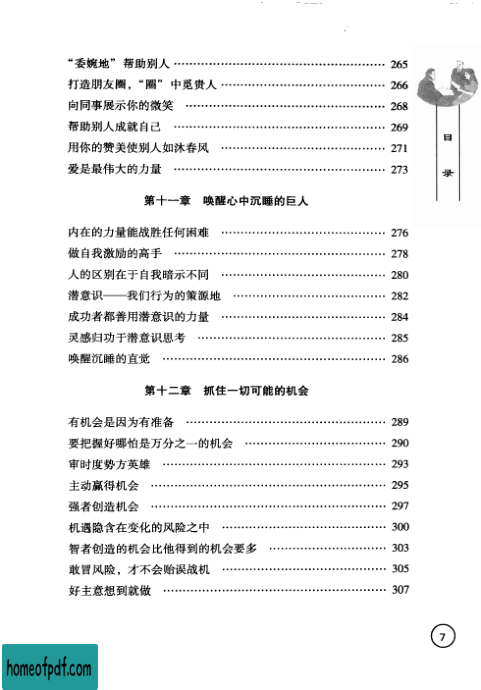 “委婉地”帮助别人 …… 265
打造朋友圈，“圈”中觅贵人 …… 266
向同事展示你的微笑 …… 268
帮助别人成就自己 …… 269
用你的赞美使别人如沐春风 …… 271
爱是最伟大的力量 …… 273
第十一章 唤醒心中沉睡的巨人
内在的力量能战胜任何困难 …… 276
做自我激励的高手 …… 278
人的区别在于自我暗示不同 …… 280
潜意识——我们行为的策源地 …… 282
成功者都善用潜意识的力量 …… 284
灵感归功于潜意识思考 …… 285
唤醒沉睡的直觉 …… 286
第十二章 抓住一切可能的机会
有机会是因为有准备 …… 289
要把握好哪怕是万分之一的机会 …… 290
审时度势方英雄 …… 293
主动赢得机会 …… 295
强者创造机会 …… 297
机遇隐含在变化的风险之中 …… 300
智者创造的机会比他得到的机会要多 …… 303
敢冒风险，才不会贻误战机 …… 305
好主意想到就做 …… 307
目
录
7
homeofpdf.com